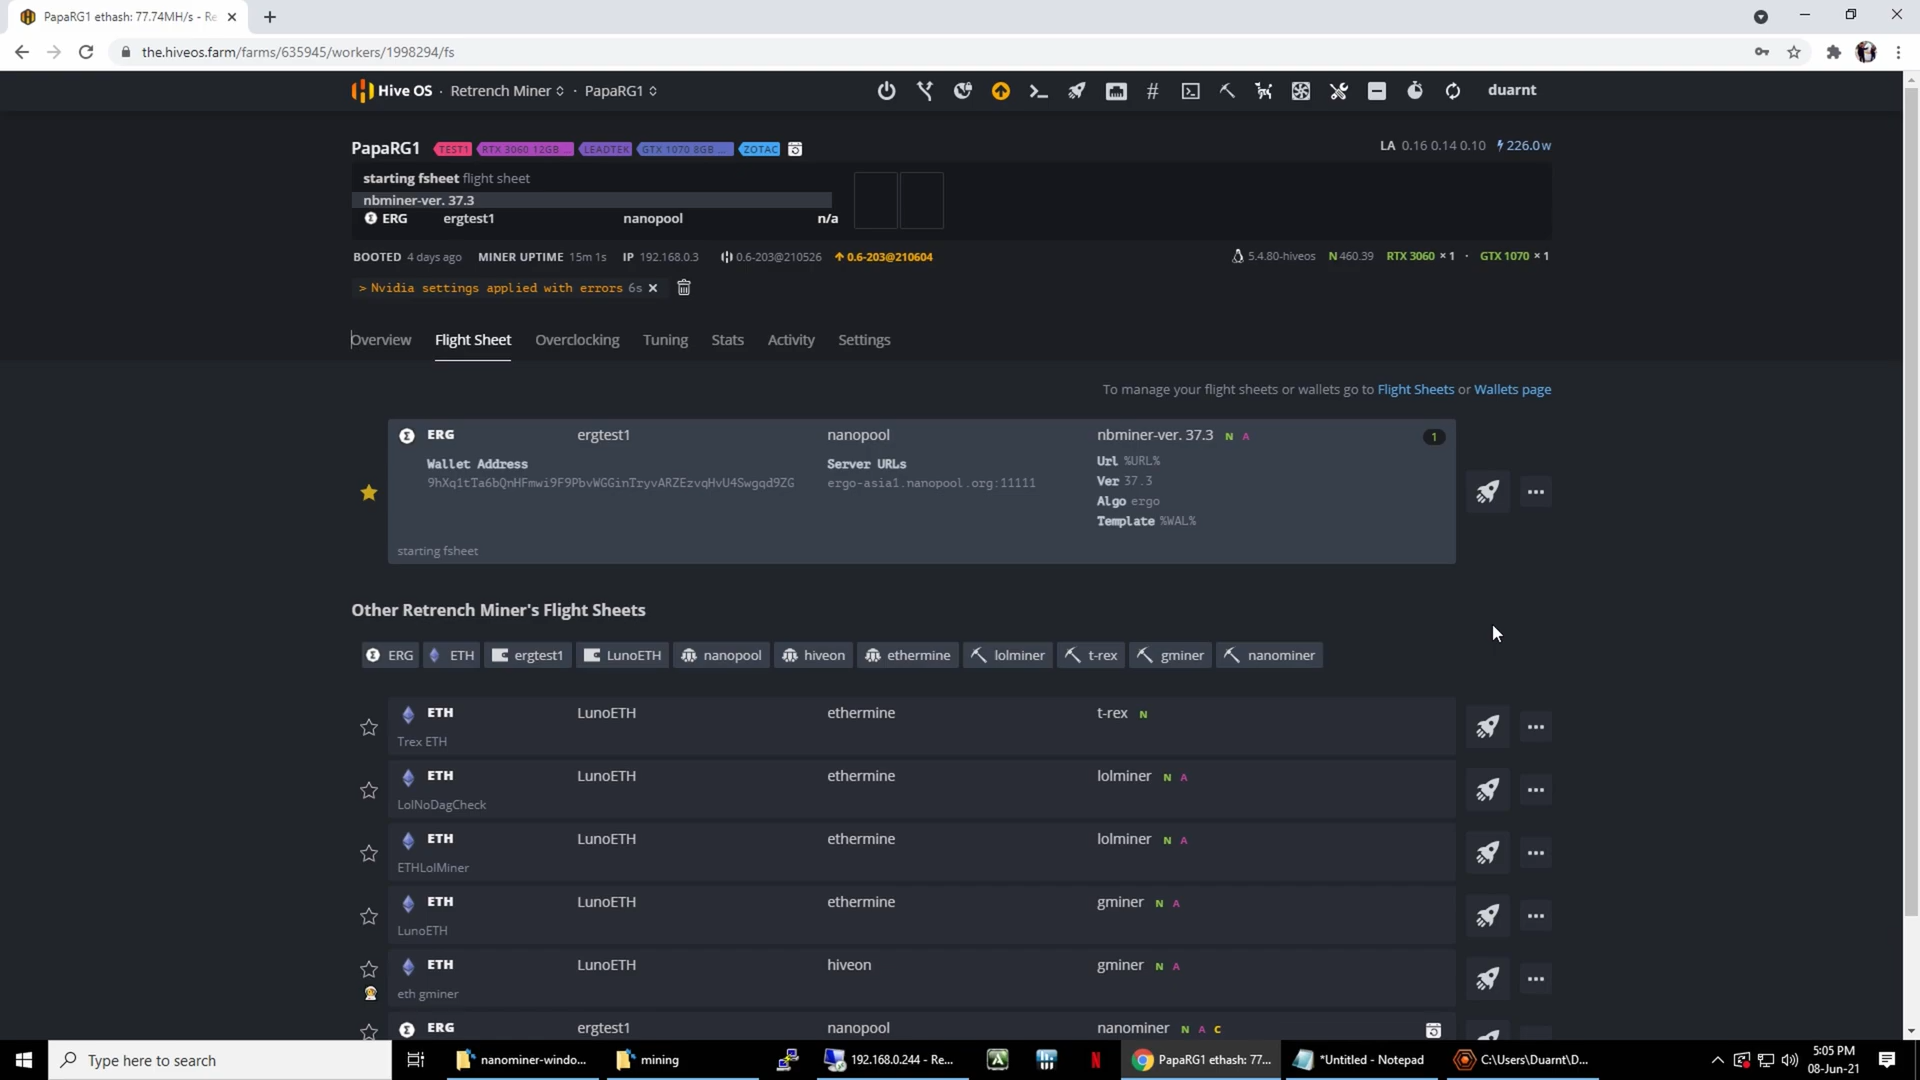 PapaRG1 ethash: 77.74MH/s - Re
the.hiveos.farm/farms/635945/workers/1998294/fs
Hive OS · Retrench Miner · PapaRG1
duarnt
PapaRG1 TEST1 RTX 3060 12GB ... LEADTEK GTX 1070 8GB ... ZOTAC
LA 0.16 0.14 0.10 226.0 w
starting fsheet flight sheet
nbminer-ver. 37.3
ERG ergtest1 nanopool n/a
BOOTED 4 days ago MINER UPTIME 15m 1s IP 192.168.0.3 0.6-203@210526 0.6-203@210604
5.4.80-hiveos N 460.39 RTX 3060 × 1 · GTX 1070 × 1
> Nvidia settings applied with errors 6s
Overview Flight Sheet Overclocking Tuning Stats Activity Settings
To manage your flight sheets or wallets go to Flight Sheets or Wallets page
ERG ergtest1 nanopool nbminer-ver. 37.3 N A 1
Wallet Address Server URLs Url %URL%
9hXq1tTa6bQnHFmwi9F9PbvWGGinTryvARZEzvqHvU4Swgqd9ZG ergo-asia1.nanopool.org:11111 Ver 37.3
Algo ergo
Template %WAL%
starting fsheet
Other Retrench Miner's Flight Sheets
ERG ETH ergtest1 LunoETH nanopool hiveon ethermine lolminer t-rex gminer nanominer
ETH LunoETH ethermine t-rex N
Trex ETH
ETH LunoETH ethermine lolminer N A
LolNoDagCheck
ETH LunoETH ethermine lolminer N A
ETHLolMiner
ETH LunoETH ethermine gminer N A
LunoETH
ETH LunoETH hiveon gminer N A
eth gminer
ERG ergtest1 nanopool nanominer N A C
Type here to search
nanominer-windo...
mining
192.168.0.244 - Re...
N
PapaRG1 ethash: 77...
*Untitled - Notepad
C:\Users\Duarnt\D...
5:05 PM
08-Jun-21